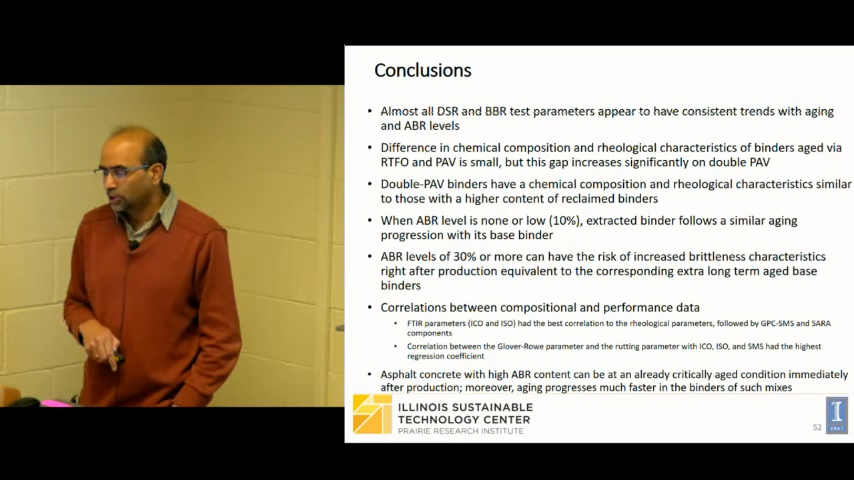 Conclusions
• Almost all DSR and BBR test parameters appear to have consistent trends with aging
and ABR levels
• Difference in chemical composition and rheological characteristics of binders aged via
RTFO and PAV is small, but this gap increases significantly on double PAV
• Double-PAV binders have a chemical composition and rheological characteristics similar
to those with a higher content of reclaimed binders
• When ABR level is none or low (10%), extracted binder follows a similar aging
progression with its base binder
• ABR levels of 30% or more can have the risk of increased brittleness characteristics
right after production equivalent to the corresponding extra long term aged base
binders
• Correlations between compositional and performance data
• FTIR parameters (ICO and ISO) had the best correlation to the rheological parameters, followed by GPC-SMS and SARA
components
• Correlation between the Glover-Rowe parameter and the rutting parameter with ICO, ISO, and SMS had the highest
regression coefficient
• Asphalt concrete with high ABR content can be at an already critically aged condition immediately
after production; moreover, aging progresses much faster in the binders of such mixes
ILLINOIS SUSTAINABLE
TECHNOLOGY CENTER
PRAIRIE RESEARCH INSTITUTE
52
I
1867